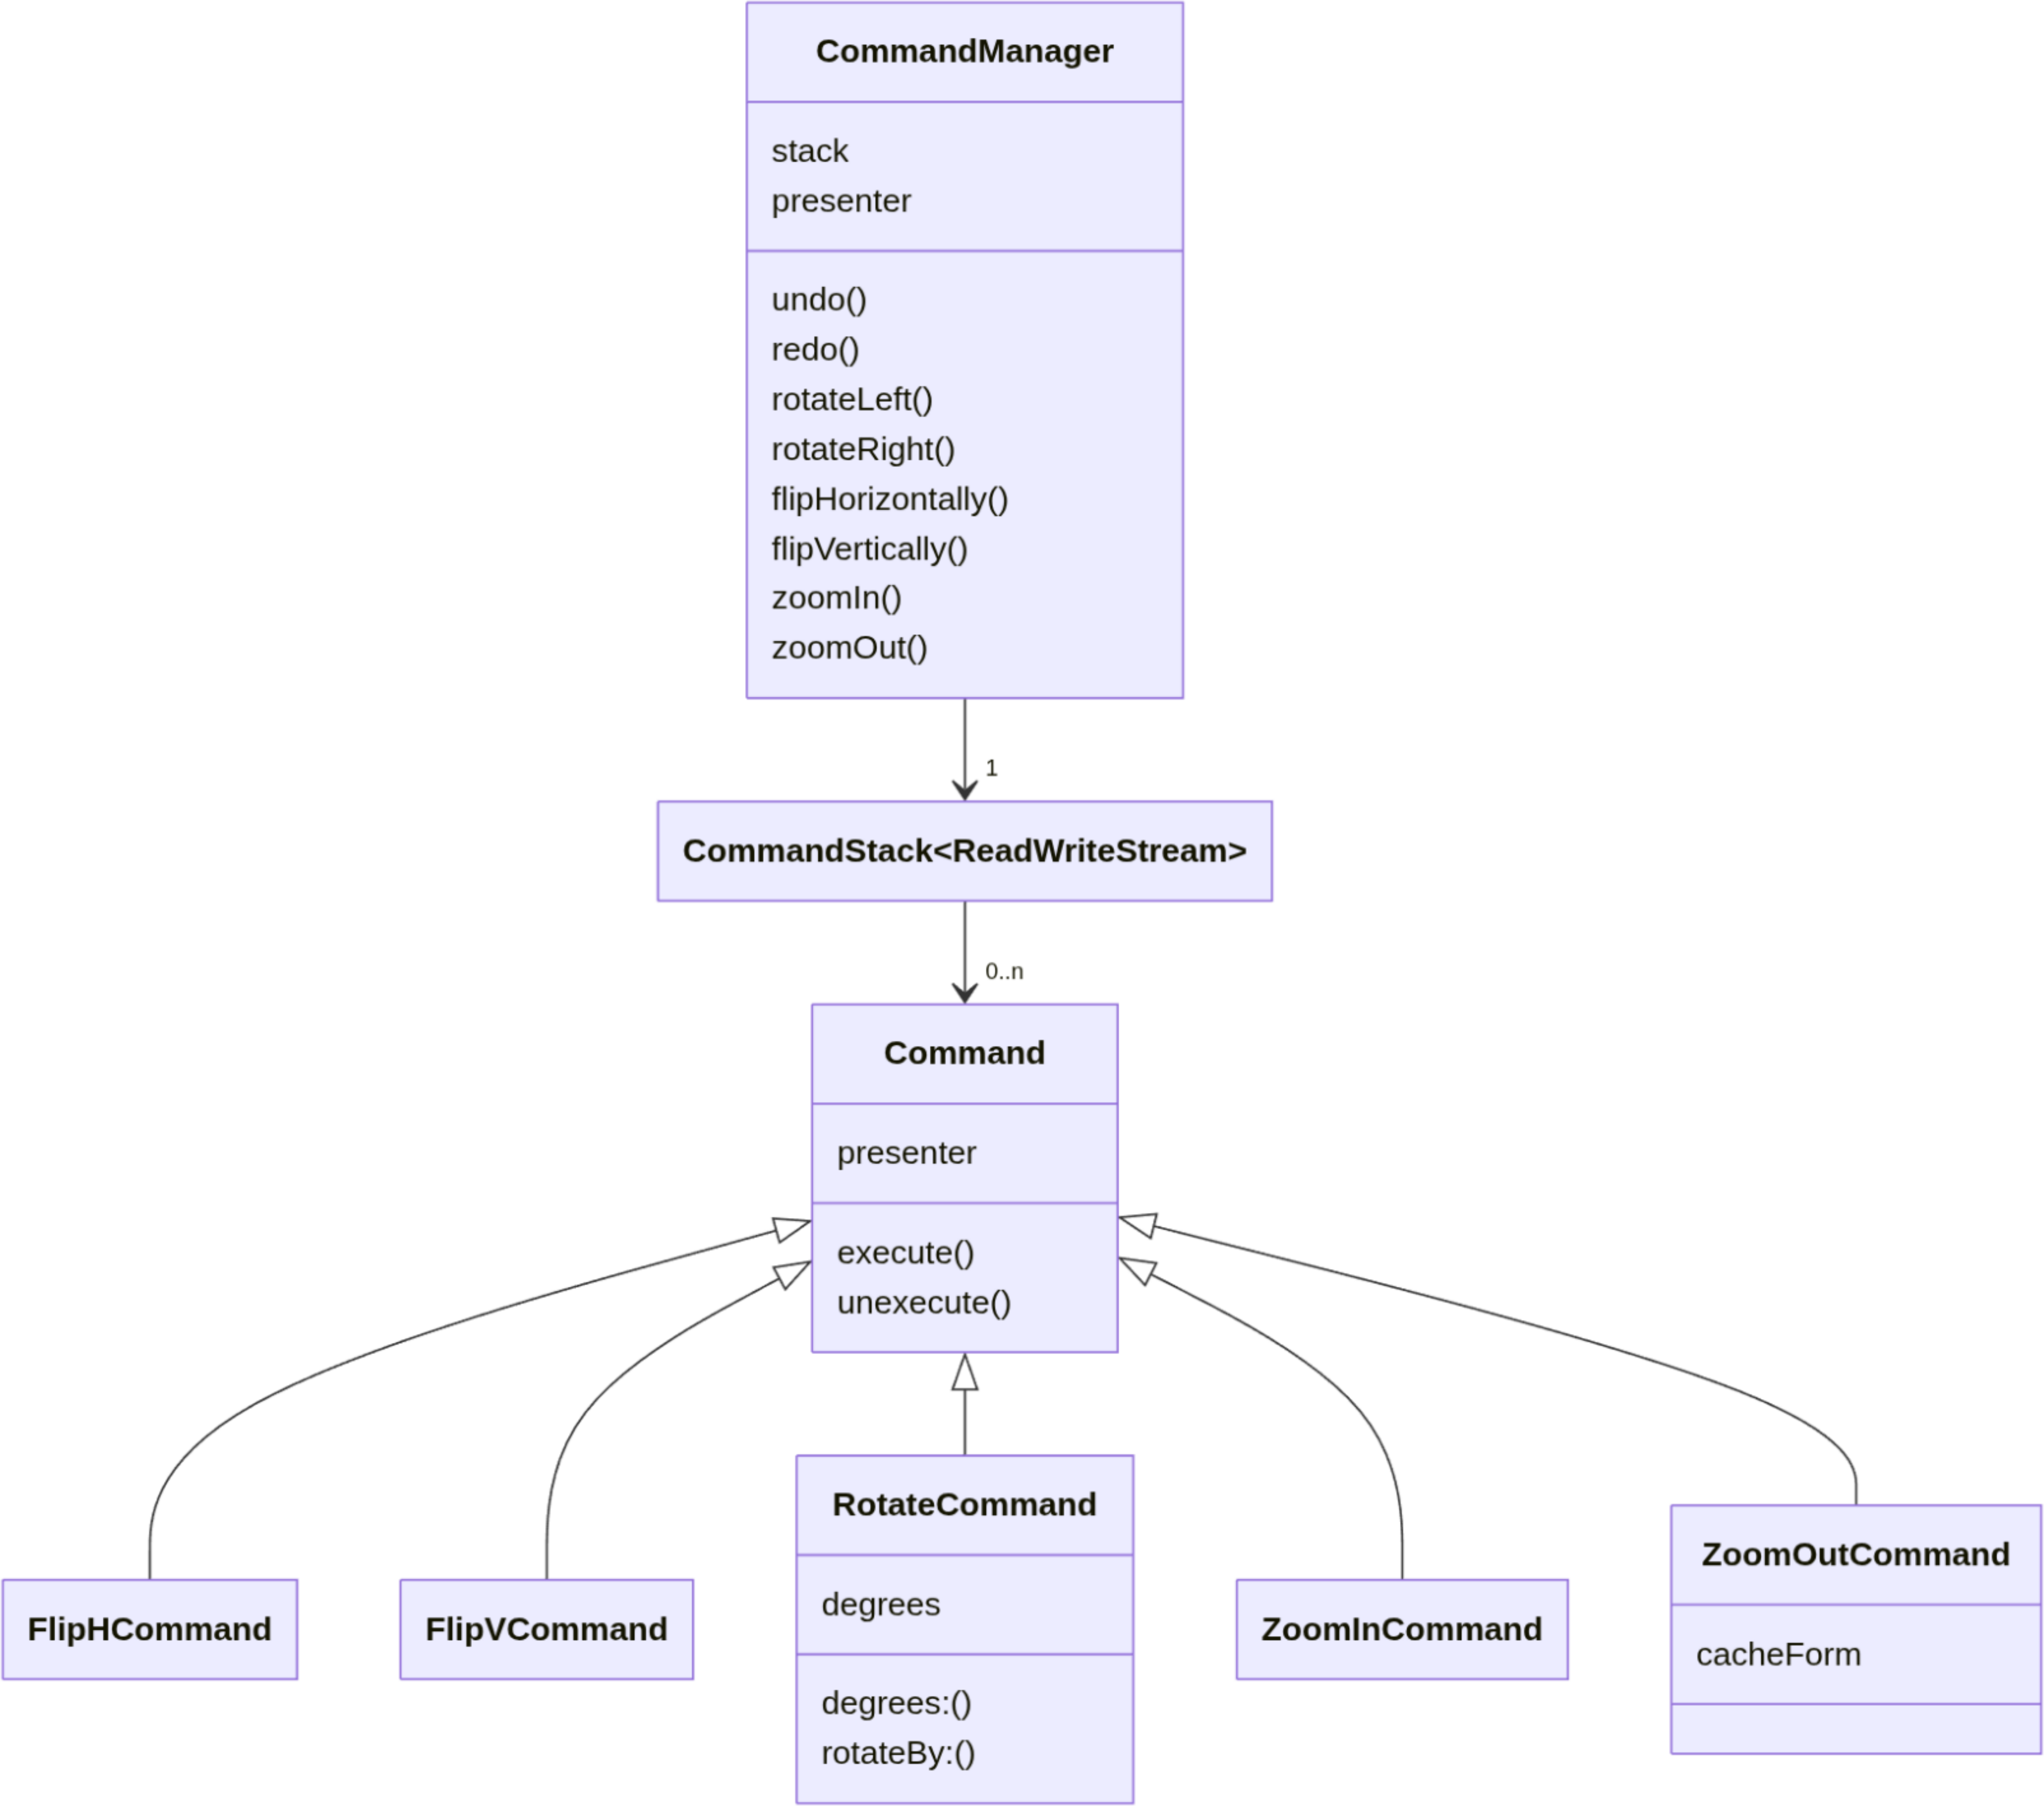 CommandManager
stack
presenter
undo()
redo()
rotateLeft()
rotateRight()
flipHorizontally()
flipVertically()
zoomIn()
zoomOut()
1
CommandStack<ReadWriteStream>
0..n
Command
presenter
execute()
unexecute()
FlipHCommand
FlipVCommand
RotateCommand
degrees
degrees:()
rotateBy:()
ZoomInCommand
ZoomOutCommand
cacheForm